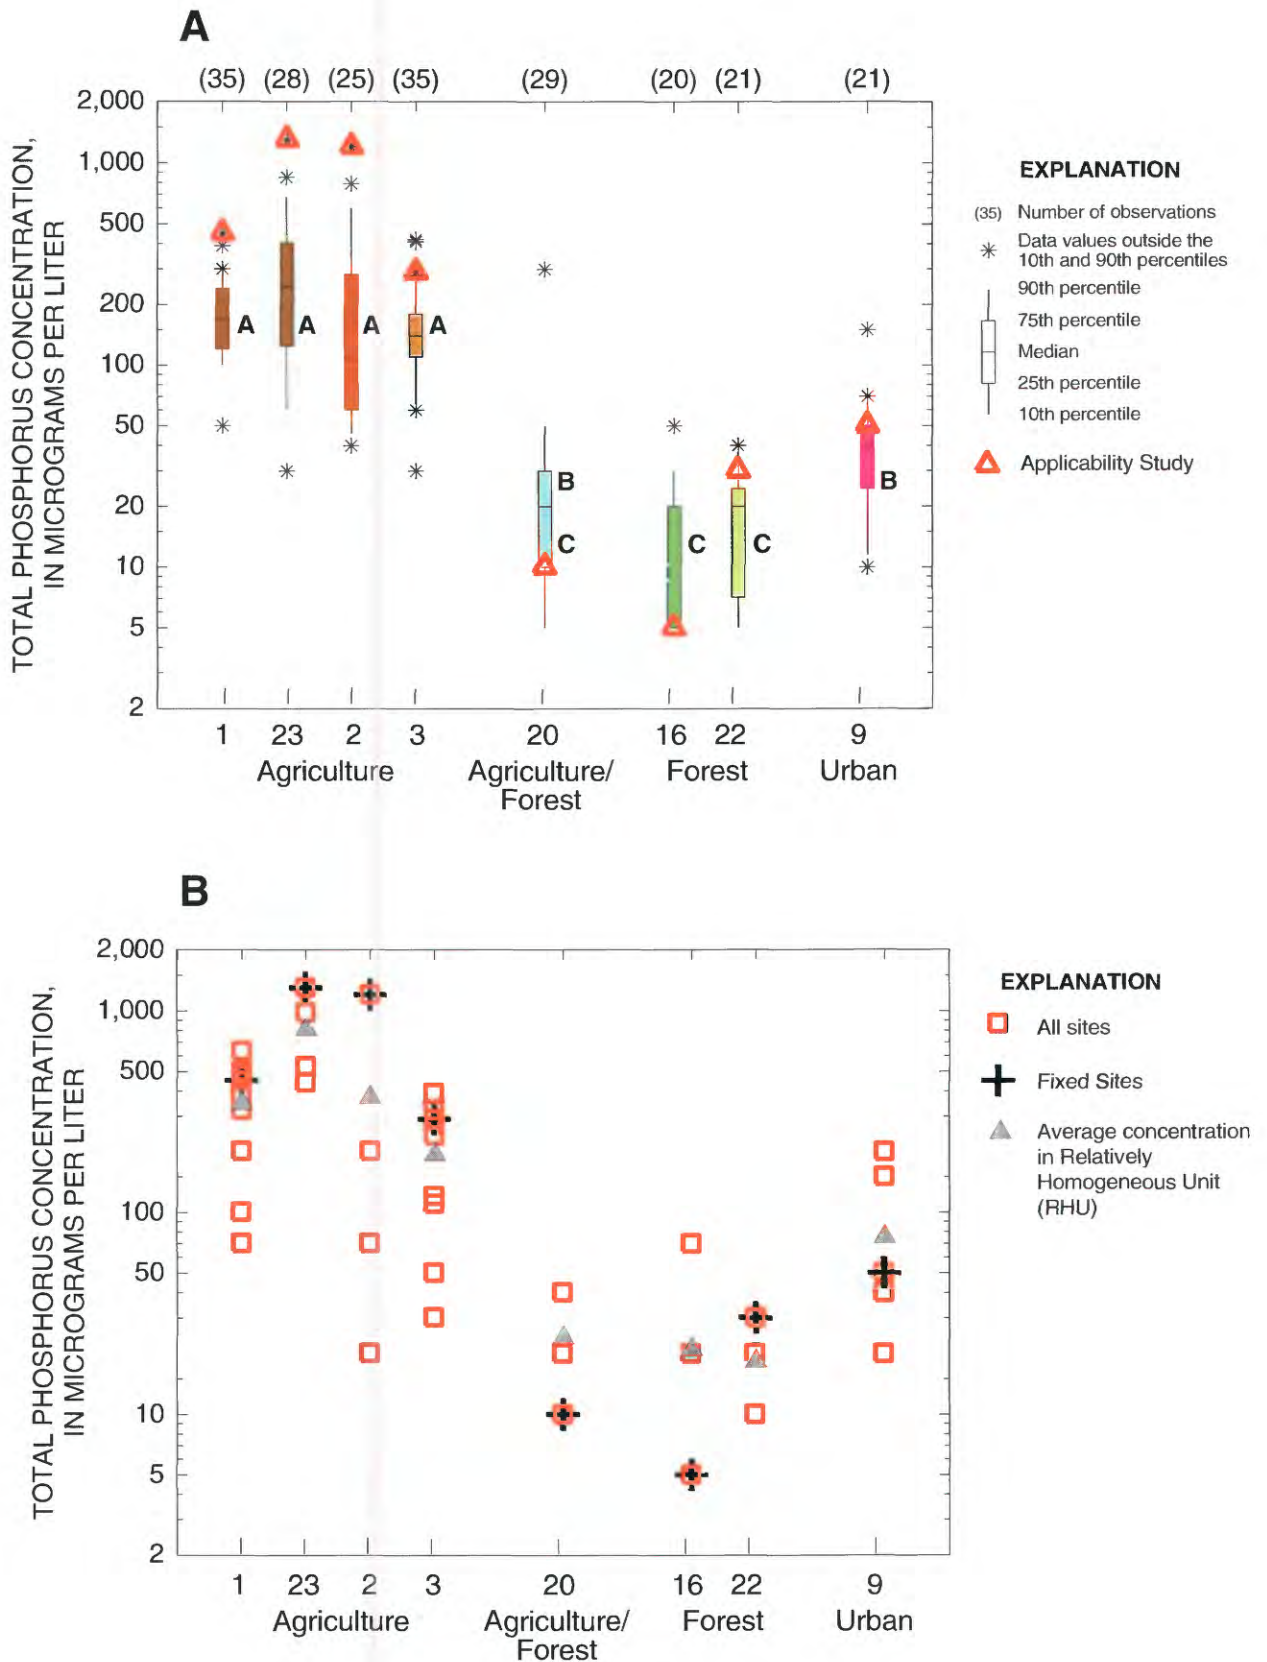 A
(35) (28) (25) (35) (29) (20) (21) (21)
2,000
1,000
500
200
100
50
20
10
5
2
TOTAL PHOSPHORUS CONCENTRATION,
IN MICROGRAMS PER LITER
A A A A
B
C
C C
B
1 23 2 3 20 16 22 9
Agriculture Agriculture/ Forest Urban
Forest
EXPLANATION
(35) Number of observations
Data values outside the
10th and 90th percentiles
90th percentile
75th percentile
Median
25th percentile
10th percentile
Applicability Study
B
2,000
1,000
500
100
50
10
5
2
TOTAL PHOSPHORUS CONCENTRATION,
IN MICROGRAMS PER LITER
1 23 2 3 20 16 22 9
Agriculture Agriculture/ Forest Urban
Forest
EXPLANATION
All sites
Fixed Sites
Average concentration
in Relatively
Homogeneous Unit
(RHU)